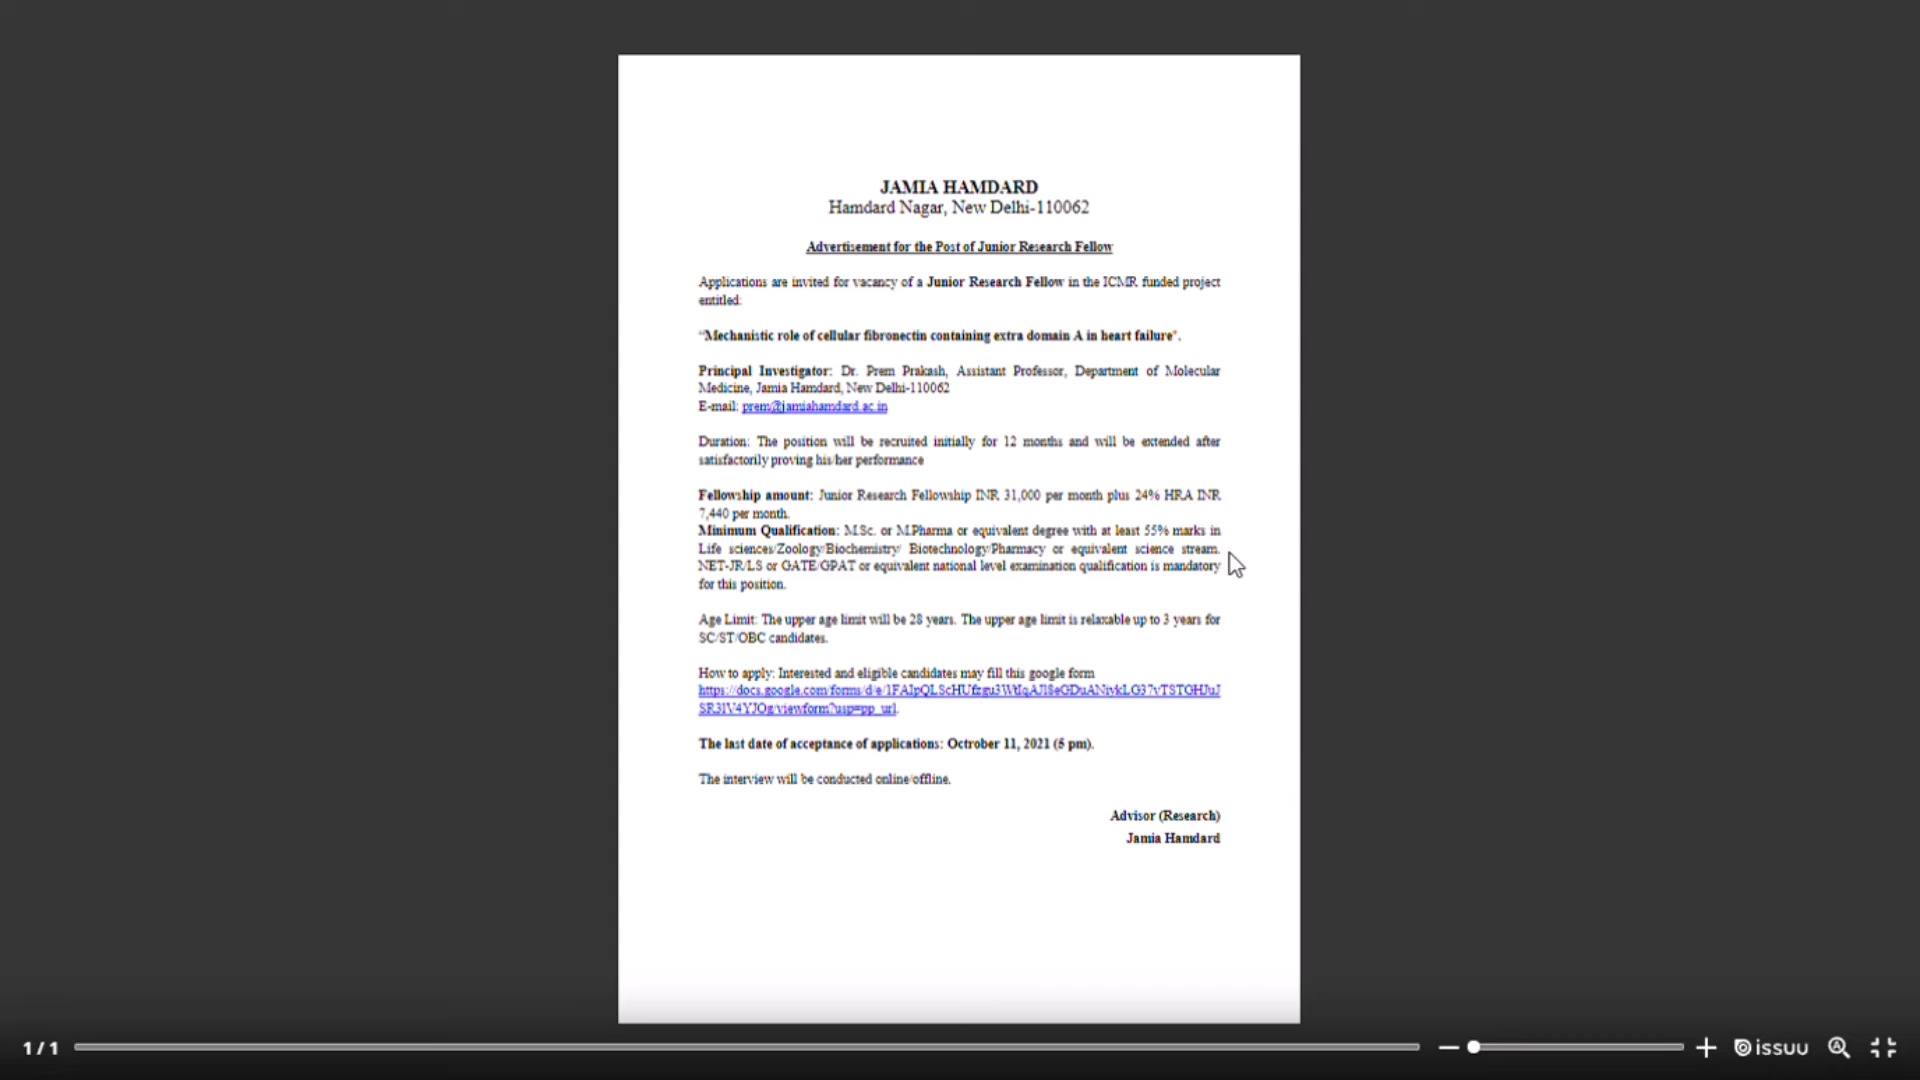 JAMIA HAMDARD
Hamdard Nagar, New Delhi-110062
Advertisement for the Post of Junior Research Fellow
Applications are invited for vacancy of a Junior Research Fellow in the ICMR funded project
entitled:
"Mechanistic role of cellular fibronectin containing extra domain A in heart failure".
Principal Investigator: Dr. Prem Prakash, Assistant Professor, Department of Molecular
Medicine, Jamia Hamdard, New Delhi-110062
E-mail: prem@jamiahamdard.ac.in
Duration: The position will be recruited initially for 12 months and will be extended after
satisfactorily proving his/her performance
Fellowship amount: Junior Research Fellowship INR 31,000 per month plus 24% HRA INR
7,440 per month.
Minimum Qualification: M.Sc. or M.Pharma or equivalent degree with at least 55% marks in
Life sciences/Zoology/Biochemistry/ Biotechnology/Pharmacy or equivalent science stream.
NET-JR/LS or GATE/GPAT or equivalent national level examination qualification is mandatory
for this position.
Age Limit: The upper age limit will be 28 years. The upper age limit is relaxable up to 3 years for
SC/ST/OBC candidates.
How to apply: Interested and eligible candidates may fill this google form
The last date of acceptance of applications: October 11, 2021 (5 pm).
The interview will be conducted online/offline.
Advisor (Research)
Jamia Hamdard
1 / 1
issuu